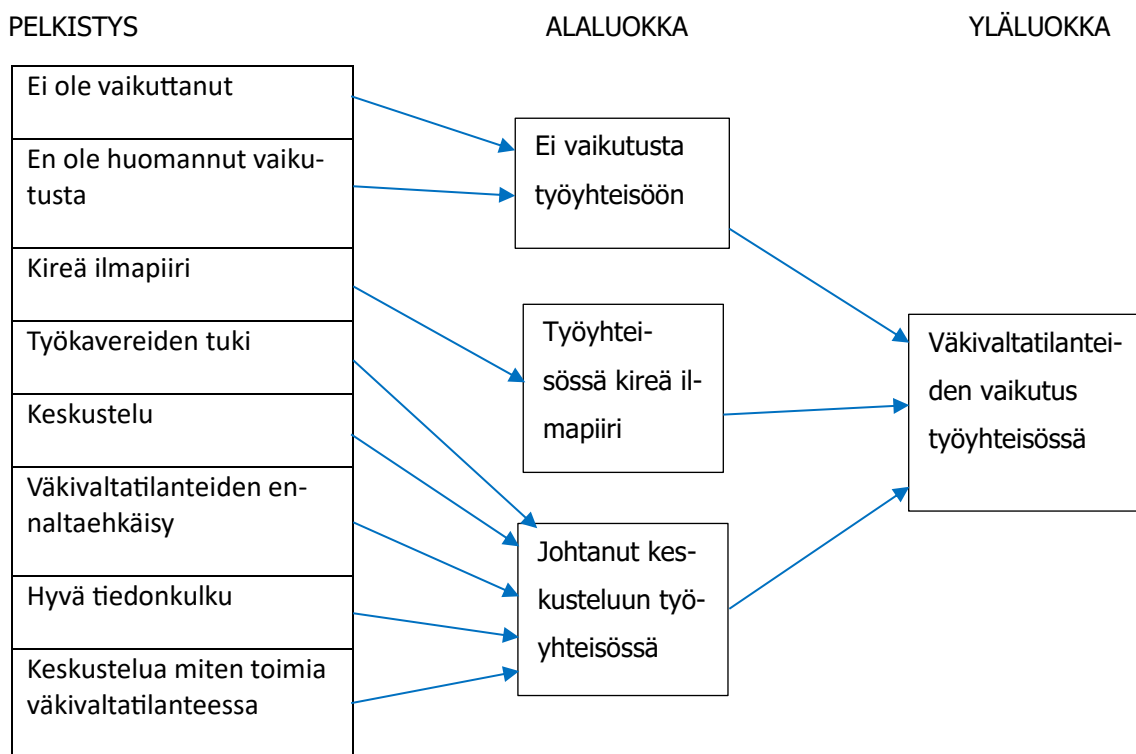 PELKISTYS
ALALUOKKA
YLÄLUOKKA
Ei ole vaikuttanut
En ole huomannut vaiku-
tusta
Kireä ilmapiiri
Työkavereiden tuki
Keskustelu
Väkivaltatilanteiden en-
naltaehkäisy
Hyvä tiedonkulku
Keskustelua miten toimia
väkivaltatilanteessa
Ei vaikutusta
työyhteisöön
Työyhtei-
sössä kireä il-
mapiiri
Johtanut kes-
kusteluun työ-
yhteisössä
Väkivaltatilantei-
den vaikutus
työyhteisössä